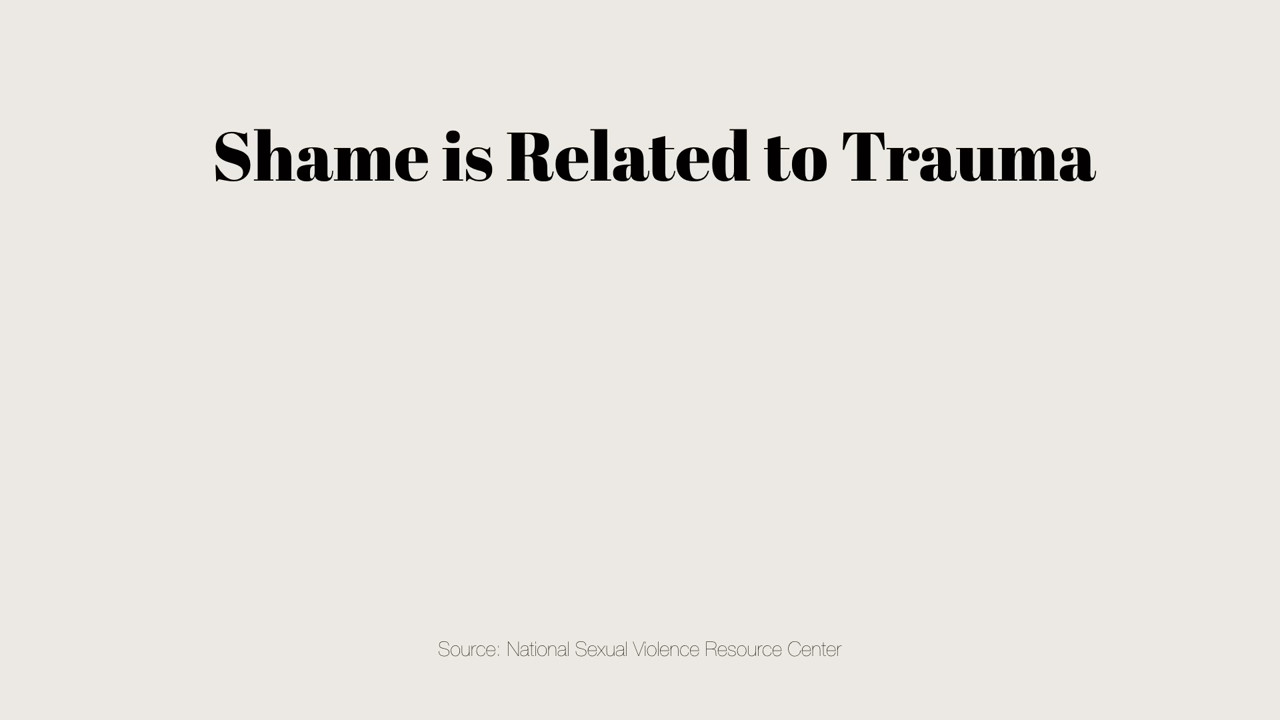 Shame is Related to Trauma
Source: National Sexual Violence Resource Center